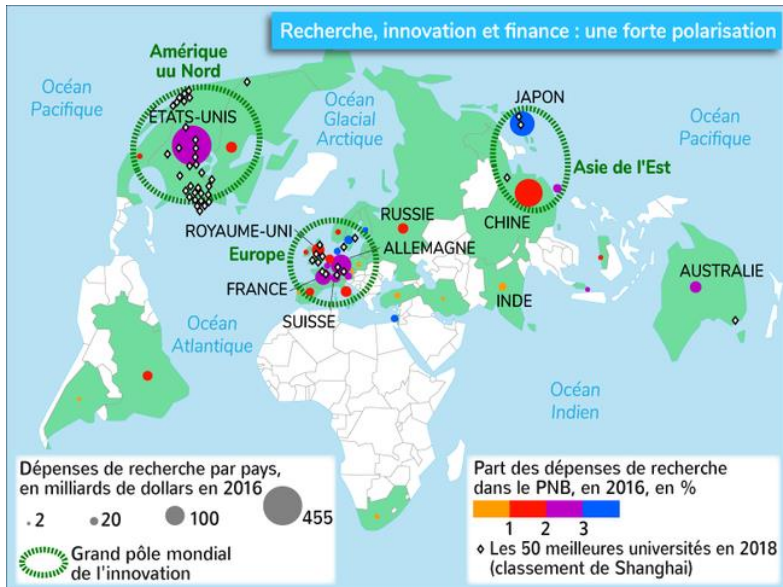 Recherche, innovation et finance : une forte polarisation
Amérique
uu Nord
Océan
Pacifique
ÉTATS-UNIS
Océan
Glacial
Arctique
JAPON
Océan
Pacifique
Asie de l'Est
CHINE
RUSSIE
ROYAUME-UNI
Europe
ALLEMAGNE
FRANCE
SUISSE
INDE
AUSTRALIE
Océan
Atlantique
Océan
Indien
Dépenses de recherche par pays,
en milliards de dollars en 2016
2
20
100
455
Grand pôle mondial
de l'innovation
Part des dépenses de recherche
dans le PNB, en 2016, en %
1 2 3
Les 50 meilleures universités en 2018
(classement de Shanghai)